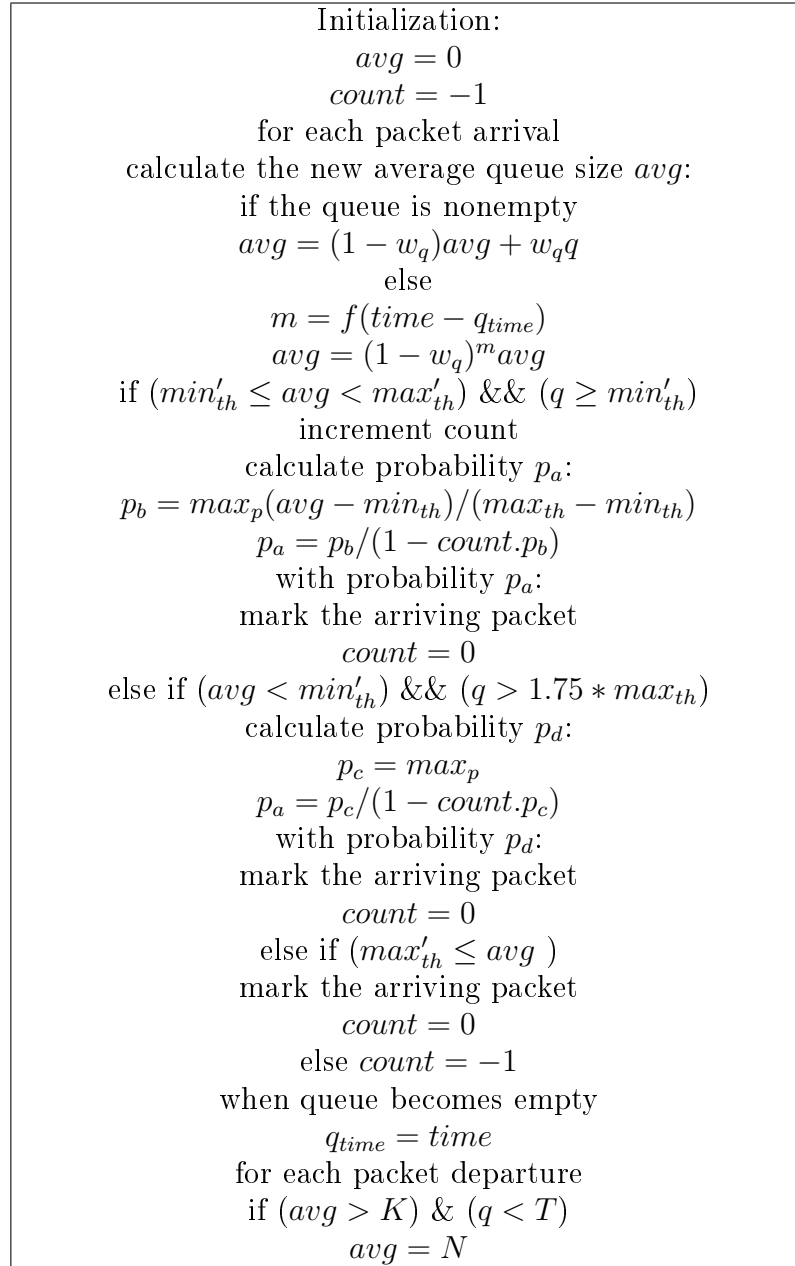 Initialization:
avg = 0
count = −1
for each packet arrival
calculate the new average queue size avg:
if the queue is nonempty
avg = (1 − w_q)avg + w_q q
else
m = f(time − q_time)
avg = (1 − w_q)^m avg
if (min′_th ≤ avg < max′_th) && (q ≥ min′_th)
increment count
calculate probability p_a:
p_b = max_p(avg − min_th)/(max_th − min_th)
p_a = p_b/(1 − count.p_b)
with probability p_a:
mark the arriving packet
count = 0
else if (avg < min′_th) && (q > 1.75 * max_th)
calculate probability p_d:
p_c = max_p
p_a = p_c/(1 − count.p_c)
with probability p_d:
mark the arriving packet
count = 0
else if (max′_th ≤ avg )
mark the arriving packet
count = 0
else count = −1
when queue becomes empty
q_time = time
for each packet departure
if (avg > K) & (q < T)
avg = N